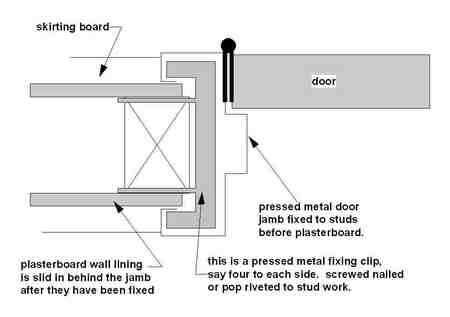 skirting board
door
pressed metal door
jamb fixed to studs
before plasterboard.
plasterboard wall lining
is slid in behind the jamb
after they have been fixed
this is a pressed metal fixing clip,
say four to each side. screwed nailed
or pop riveted to stud work.